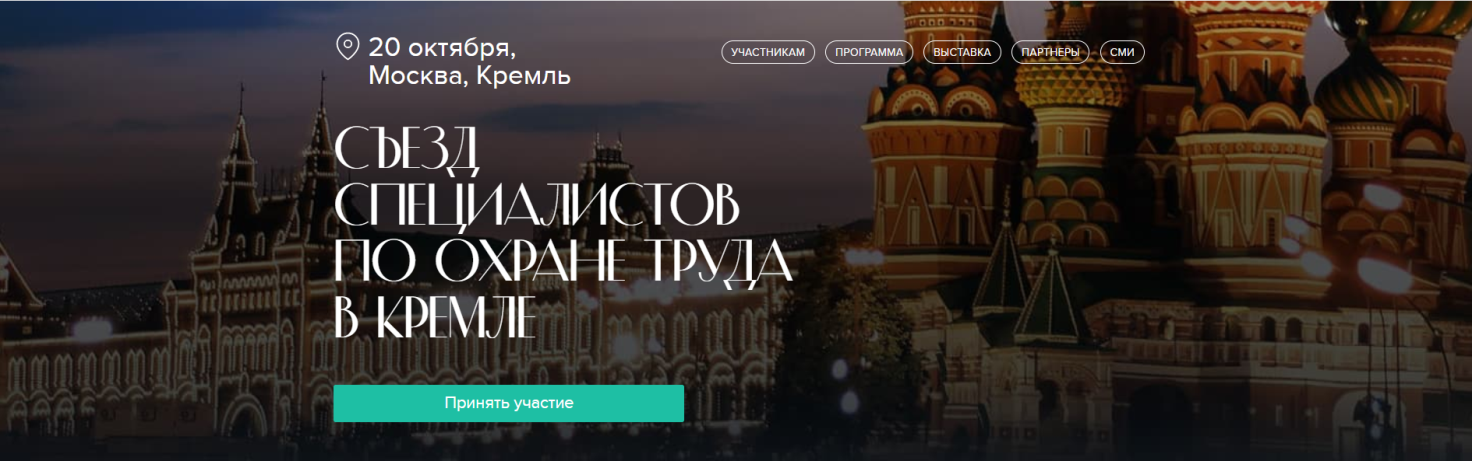 20 октября,
Москва, Кремль
УЧАСТНИКАМ
ПРОГРАММА
ВЫСТАВКА
ПАРТНЕРЫ
СМИ
СЪЕЗД
СПЕЦИАЛИСТОВ
ПО ОХРАНЕ ТРУДА
В КРЕМЛЕ
Принять участие